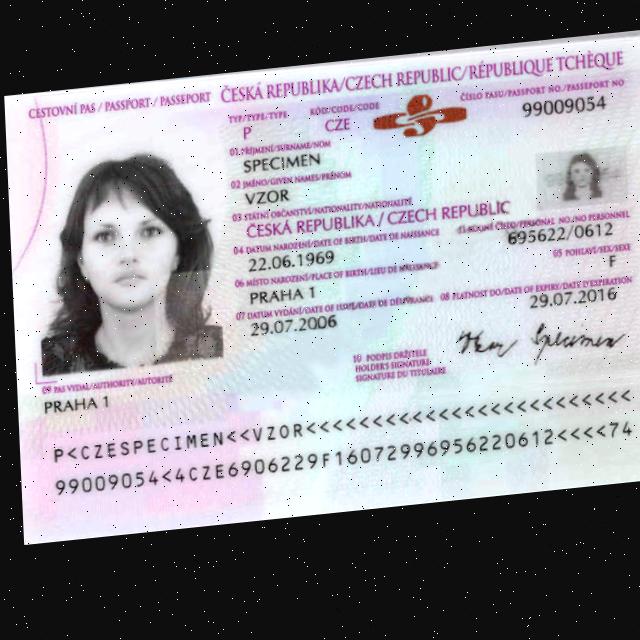 CESTOVNÍ PAS / PASSPORT / PASSEPORT ČESKÁ REPUBLIKA/CZECH REPUBLIC/RÉPUBLIQUE TCHÈQUE
TYP/TYPE/TYPE KÓD/CODE/CODE ČÍSLO PASU/PASSPORT NO./PASSEPORT NO
P CZE 99009054
01 PŘÍJMENÍ/SURNAME/NOM
SPECIMEN
02 JMÉNO/GIVEN NAMES/PRÉNOM
VZOR
03 STÁTNÍ OBČANSTVÍ/NATIONALITY/NATIONALITÉ
ČESKÁ REPUBLIKA / CZECH REPUBLIC
04 DATUM NAROZENÍ/DATE OF BIRTH/DATE DE NAISSANCE 11 RODNÉ ČÍSLO/PERSONAL NO./NO PERSONNEL
22.06.1969 695622/0612
06 MÍSTO NAROZENÍ/PLACE OF BIRTH/LIEU DE NAISSANCE 05 POHLAVÍ/SEX/SEXE
PRAHA 1 F
07 DATUM VYDÁNÍ/DATE OF ISSUE/DATE DE DÉLIVRANCE 08 PLATNOST DO/DATE OF EXPIRY/DATE D'EXPIRATION
29.07.2006 29.07.2016
10 PODPIS DRŽITELE
HOLDER'S SIGNATURE
SIGNATURE DU TITULAIRE
Specimen
09 PAS VYDAL/AUTHORITY/AUTORITÉ
PRAHA 1
P<CZESPECIMEN<<VZOR<<<<<<<<<<<<<<<<<<<<<<<<
99009054<4CZE6906229F16072996956220612<<<<74